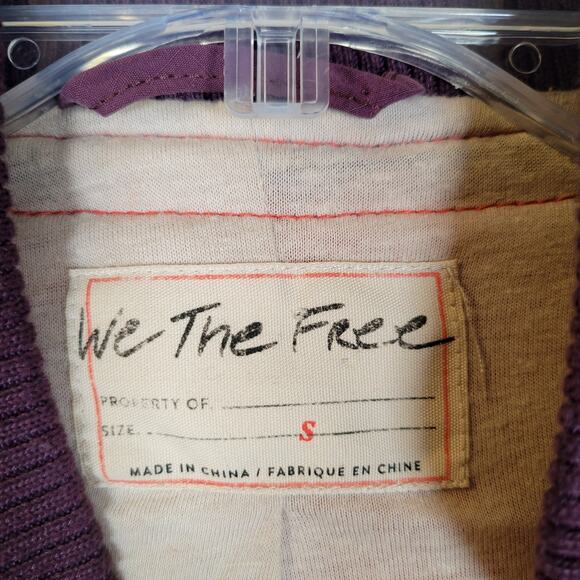 We The Free
PROPERTY OF.
SIZE. S
MADE IN CHINA / FABRIQUE EN CHINE